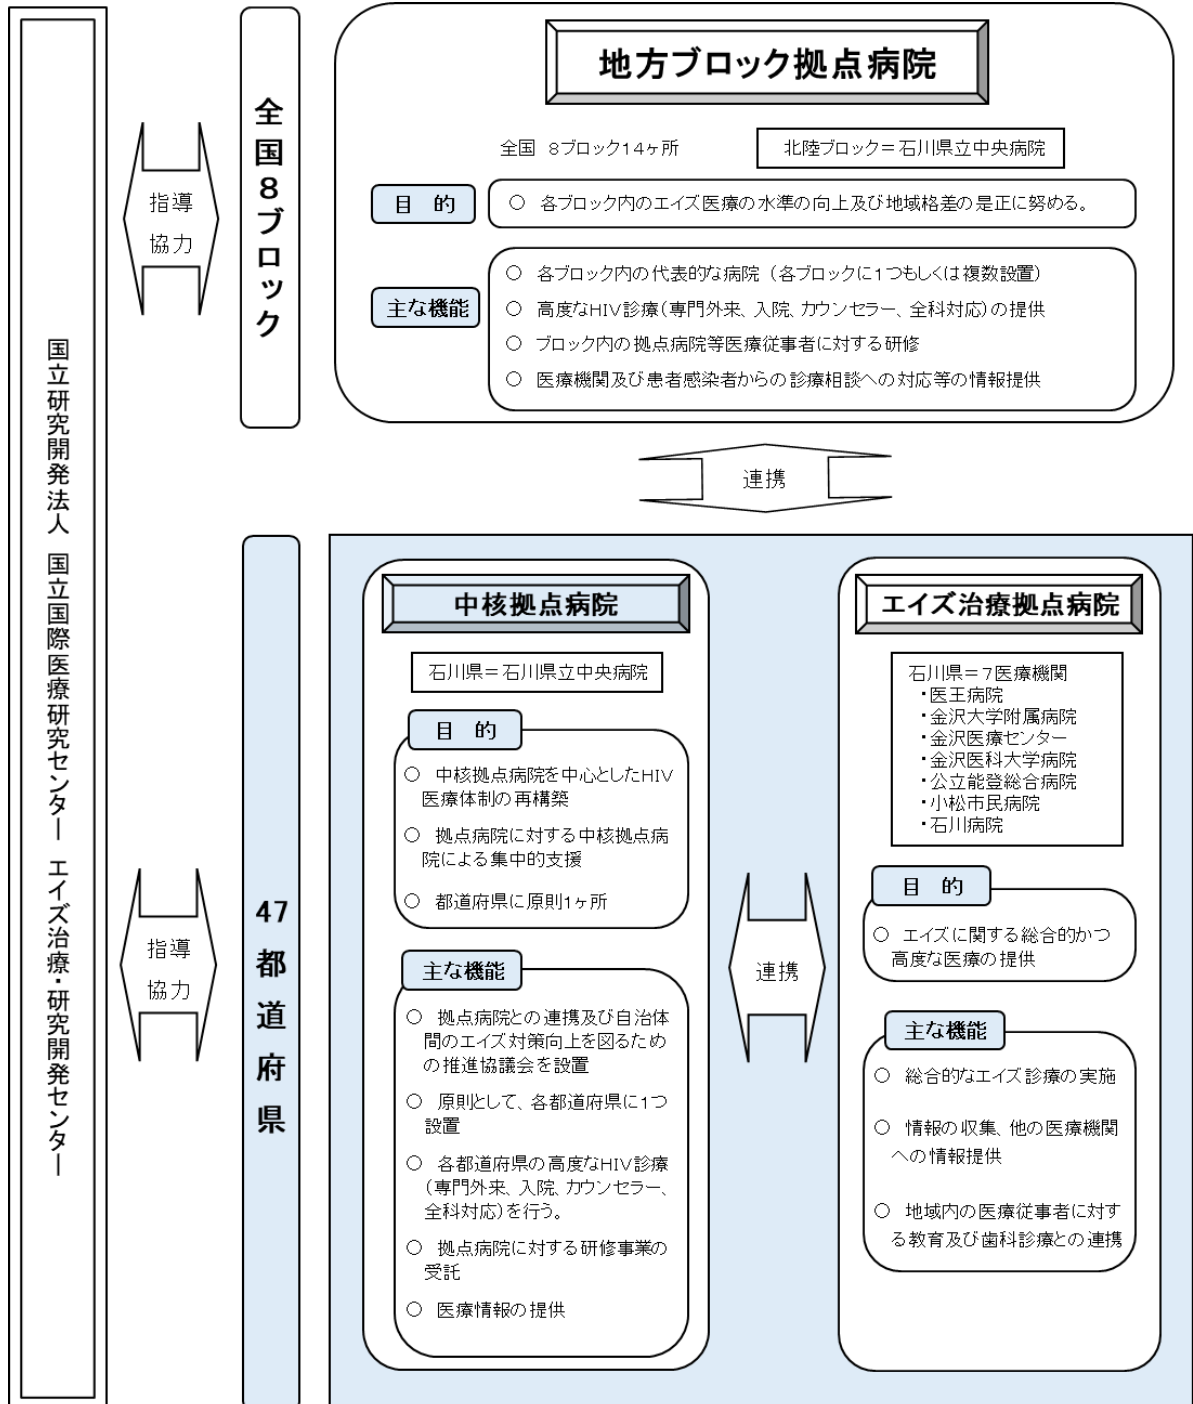 国立研究開発法人 国立国際医療研究センター エイズ治療・研究開発センター
指導
協力
全国8ブロック
地方ブロック拠点病院
全国 8ブロック14ヶ所
北陸ブロック＝石川県立中央病院
目 的
○ 各ブロック内のエイズ医療の水準の向上及び地域格差の是正に努める。
主な機能
○ 各ブロック内の代表的な病院（各ブロックに1つもしくは複数設置）
○ 高度なHIV診療（専門外来、入院、カウンセラー、全科対応）の提供
○ ブロック内の拠点病院等医療従事者に対する研修
○ 医療機関及び患者感染者からの診療相談への対応等の情報提供
連携
指導
協力
47都道府県
中核拠点病院
石川県＝石川県立中央病院
目 的
○ 中核拠点病院を中心としたHIV
医療体制の再構築
○ 拠点病院に対する中核拠点病
院による集中的支援
○ 都道府県に原則1ヶ所
主な機能
○ 拠点病院との連携及び自治体
間のエイズ対策向上を図るため
の推進協議会を設置
○ 原則として、各都道府県に1つ
設置
○ 各都道府県の高度なHIV診療
（専門外来、入院、カウンセラー、
全科対応）を行う。
○ 拠点病院に対する研修事業の
受託
○ 医療情報の提供
連携
エイズ治療拠点病院
石川県＝7医療機関
・医王病院
・金沢大学附属病院
・金沢医療センター
・金沢医科大学病院
・公立能登総合病院
・小松市民病院
・石川病院
目 的
○ エイズに関する総合的かつ
高度な医療の提供
主な機能
○ 総合的なエイズ診療の実施
○ 情報の収集、他の医療機関
への情報提供
○ 地域内の医療従事者に対す
る教育及び歯科診療との連携